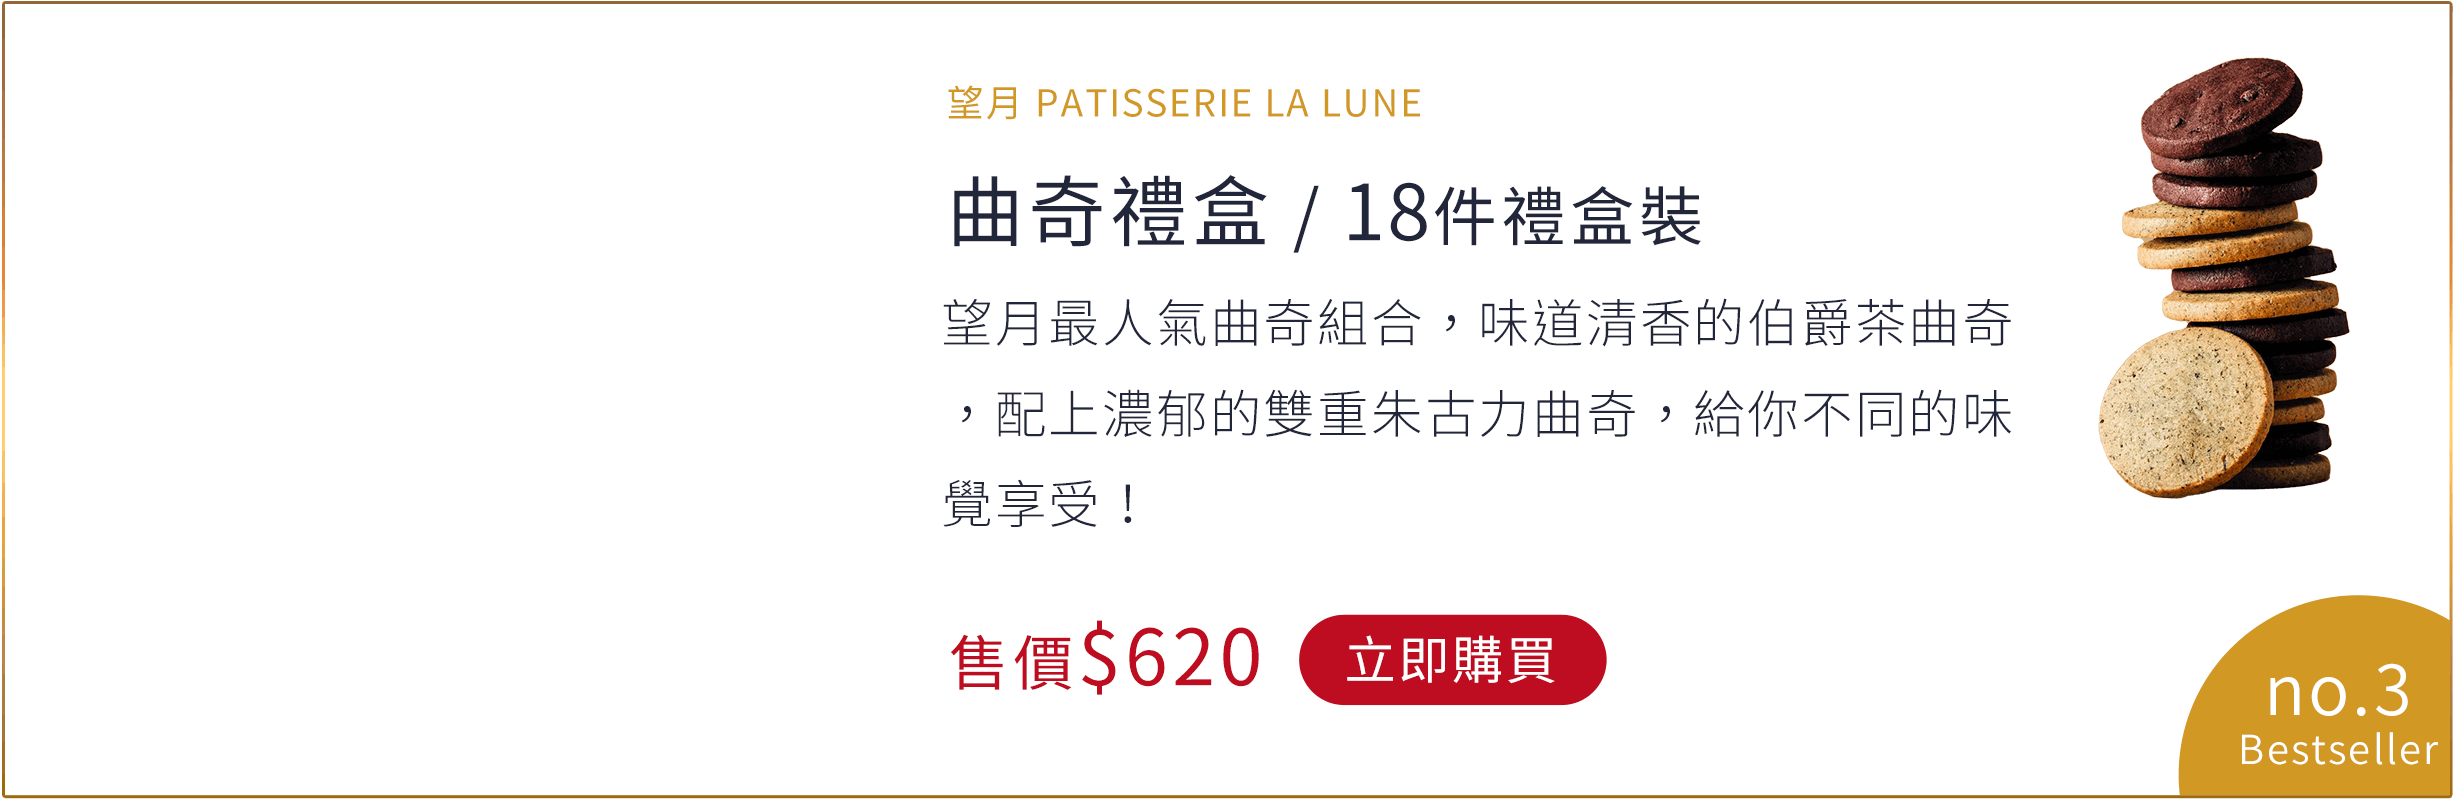 望月 PATISSERIE LA LUNE
曲奇禮盒 / 18件禮盒裝
望月最人氣曲奇組合，味道清香的伯爵茶曲奇
，配上濃郁的雙重朱古力曲奇，給你不同的味
覺享受！
售價$620 立即購買
no.3
Bestseller